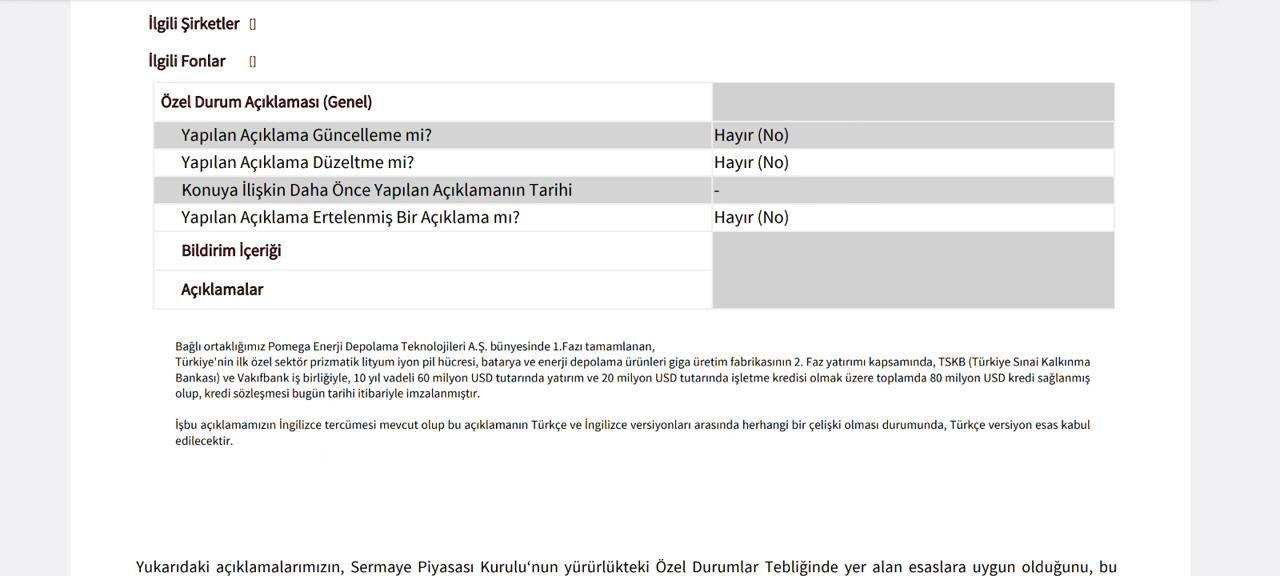 İlgili Şirketler []
İlgili Fonlar []
Özel Durum Açıklaması (Genel)
Yapılan Açıklama Güncelleme mi? Hayır (No)
Yapılan Açıklama Düzeltme mi? Hayır (No)
Konuya İlişkin Daha Önce Yapılan Açıklamanın Tarihi -
Yapılan Açıklama Ertelenmiş Bir Açıklama mı? Hayır (No)
Bildirim İçeriği
Açıklamalar
Bağlı ortaklığımız Pomega Enerji Depolama Teknolojileri A.Ş. bünyesinde 1.Fazı tamamlanan,
Türkiye'nin ilk özel sektör prizmatik lityum iyon pil hücresi, batarya ve enerji depolama ürünleri giga üretim fabrikasının 2. Faz yatırımı kapsamında, TSKB (Türkiye Sınai Kalkınma
Bankası) ve Vakıfbank iş birliğiyle, 10 yıl vadeli 60 milyon USD tutarında yatırım ve 20 milyon USD tutarında işletme kredisi olmak üzere toplamda 80 milyon USD kredi sağlanmış
olup, kredi sözleşmesi bugün tarihi itibariyle imzalanmıştır.
İşbu açıklamamızın İngilizce tercümesi mevcut olup bu açıklamanın Türkçe ve İngilizce versiyonları arasında herhangi bir çelişki olması durumunda, Türkçe versiyon esas kabul
edilecektir.
Yukarıdaki açıklamalarımızın, Sermaye Piyasası Kurulu‘nun yürürlükteki Özel Durumlar Tebliğinde yer alan esaslara uygun olduğunu, bu